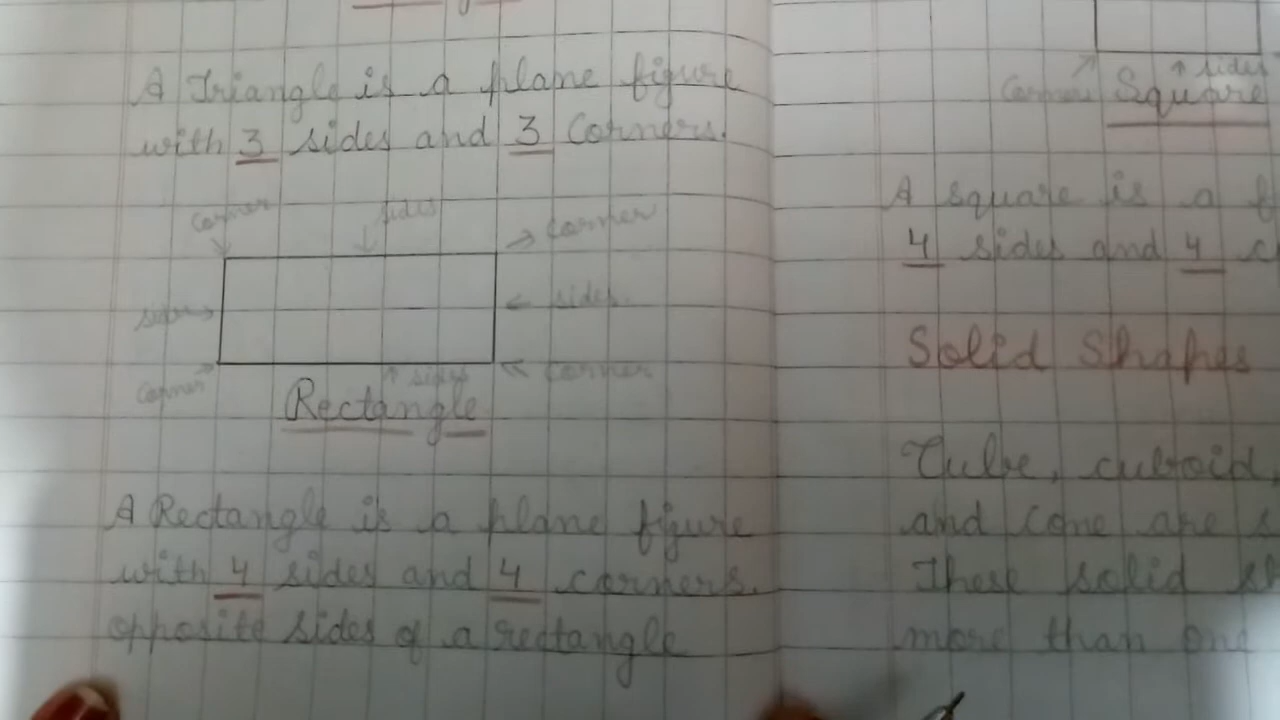 A Triangle is a plane figure
with 3 sides and 3 Corners.
corner
sides
corner
sides
sides
corner
corner
sides
Rectangle
A Rectangle is a plane figure
with 4 sides and 4 corners.
opposite sides of a rectangle
sides
Corner
Square
A square is a
4 sides and 4
Solid Shapes
Cube, cuboid,
and cone are
These solid
more than one